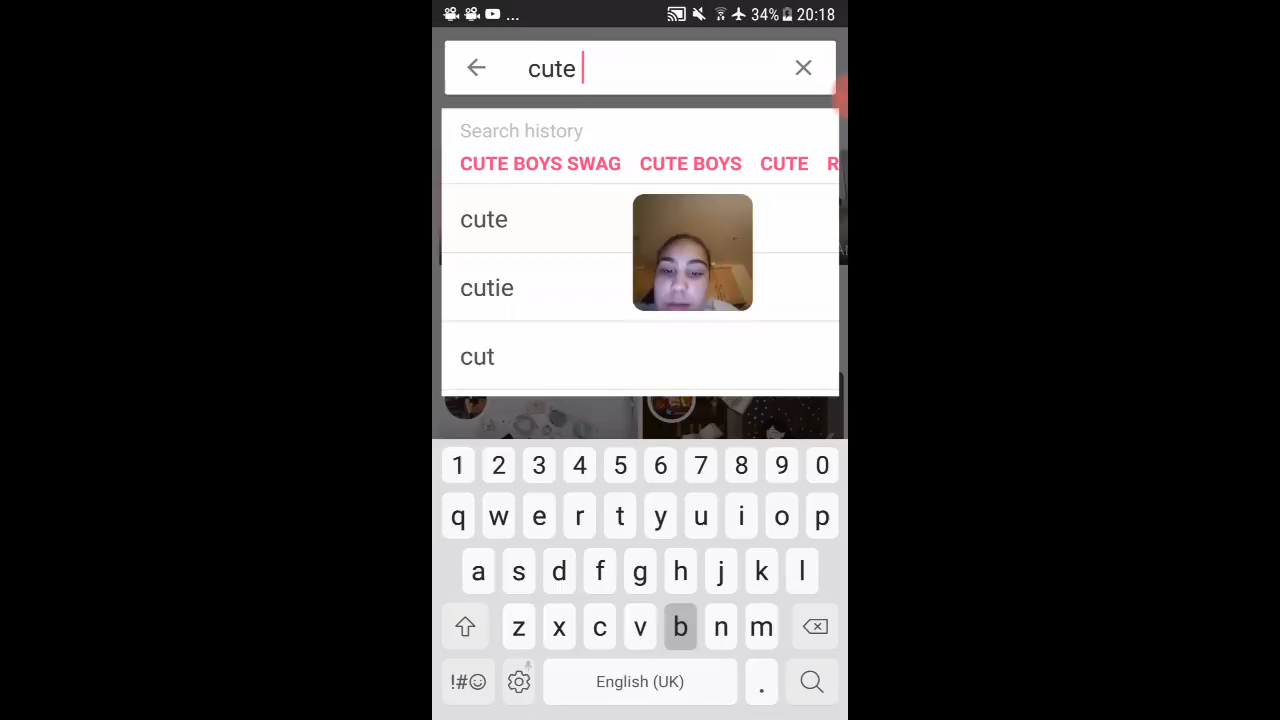 ... 34% 20:18
cute
Search history
CUTE BOYS SWAG CUTE BOYS CUTE R
cute
cutie
cut
1 2 3 4 5 6 7 8 9 0
q w e r t y u i o p
a s d f g h j k l
z x c v b n m
!#☺ English (UK) .